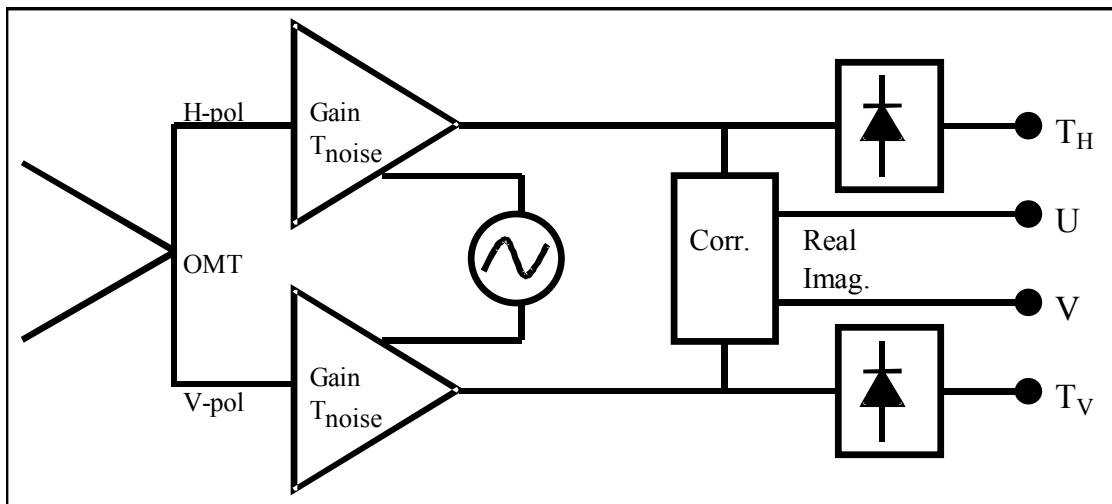 H-pol
Gain
Tnoise
TH
U
Corr.
Real
Imag.
OMT
V
Gain
Tnoise
V-pol
TV